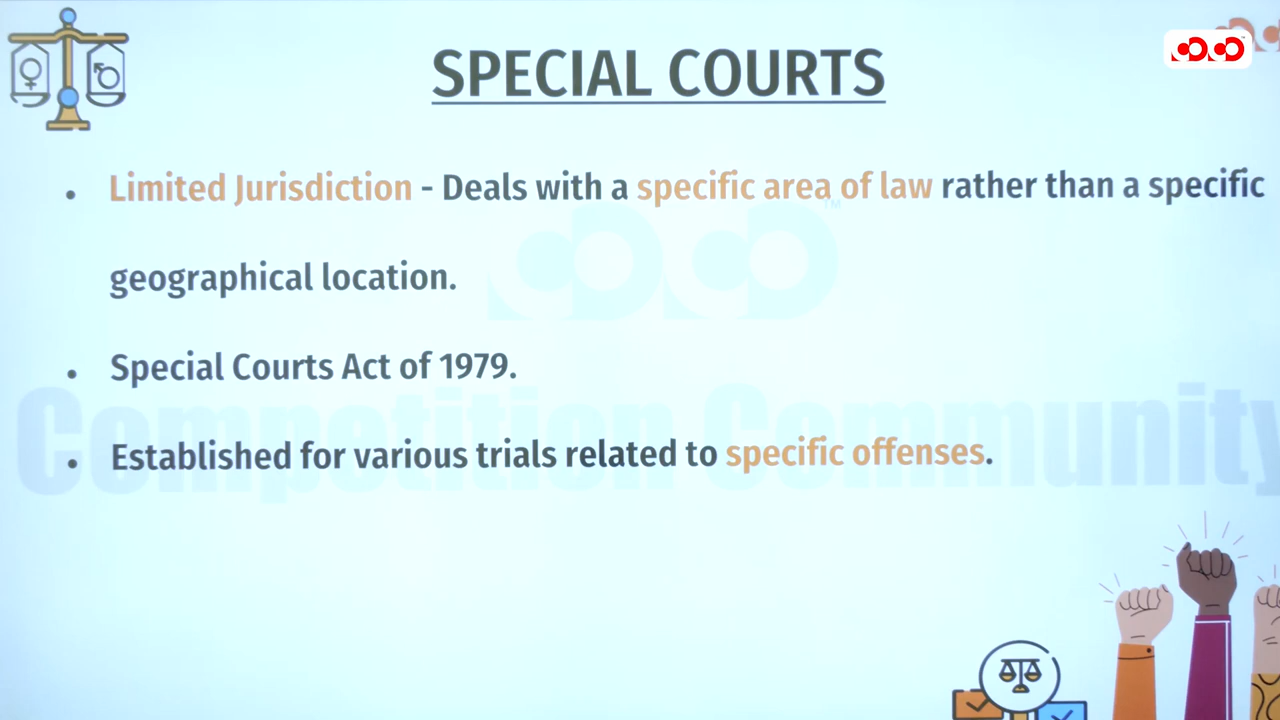 SPECIAL COURTS
• Limited Jurisdiction - Deals with a specific area of law rather than a specific
geographical location.
• Special Courts Act of 1979.
• Established for various trials related to specific offenses.
Competition Community
TM